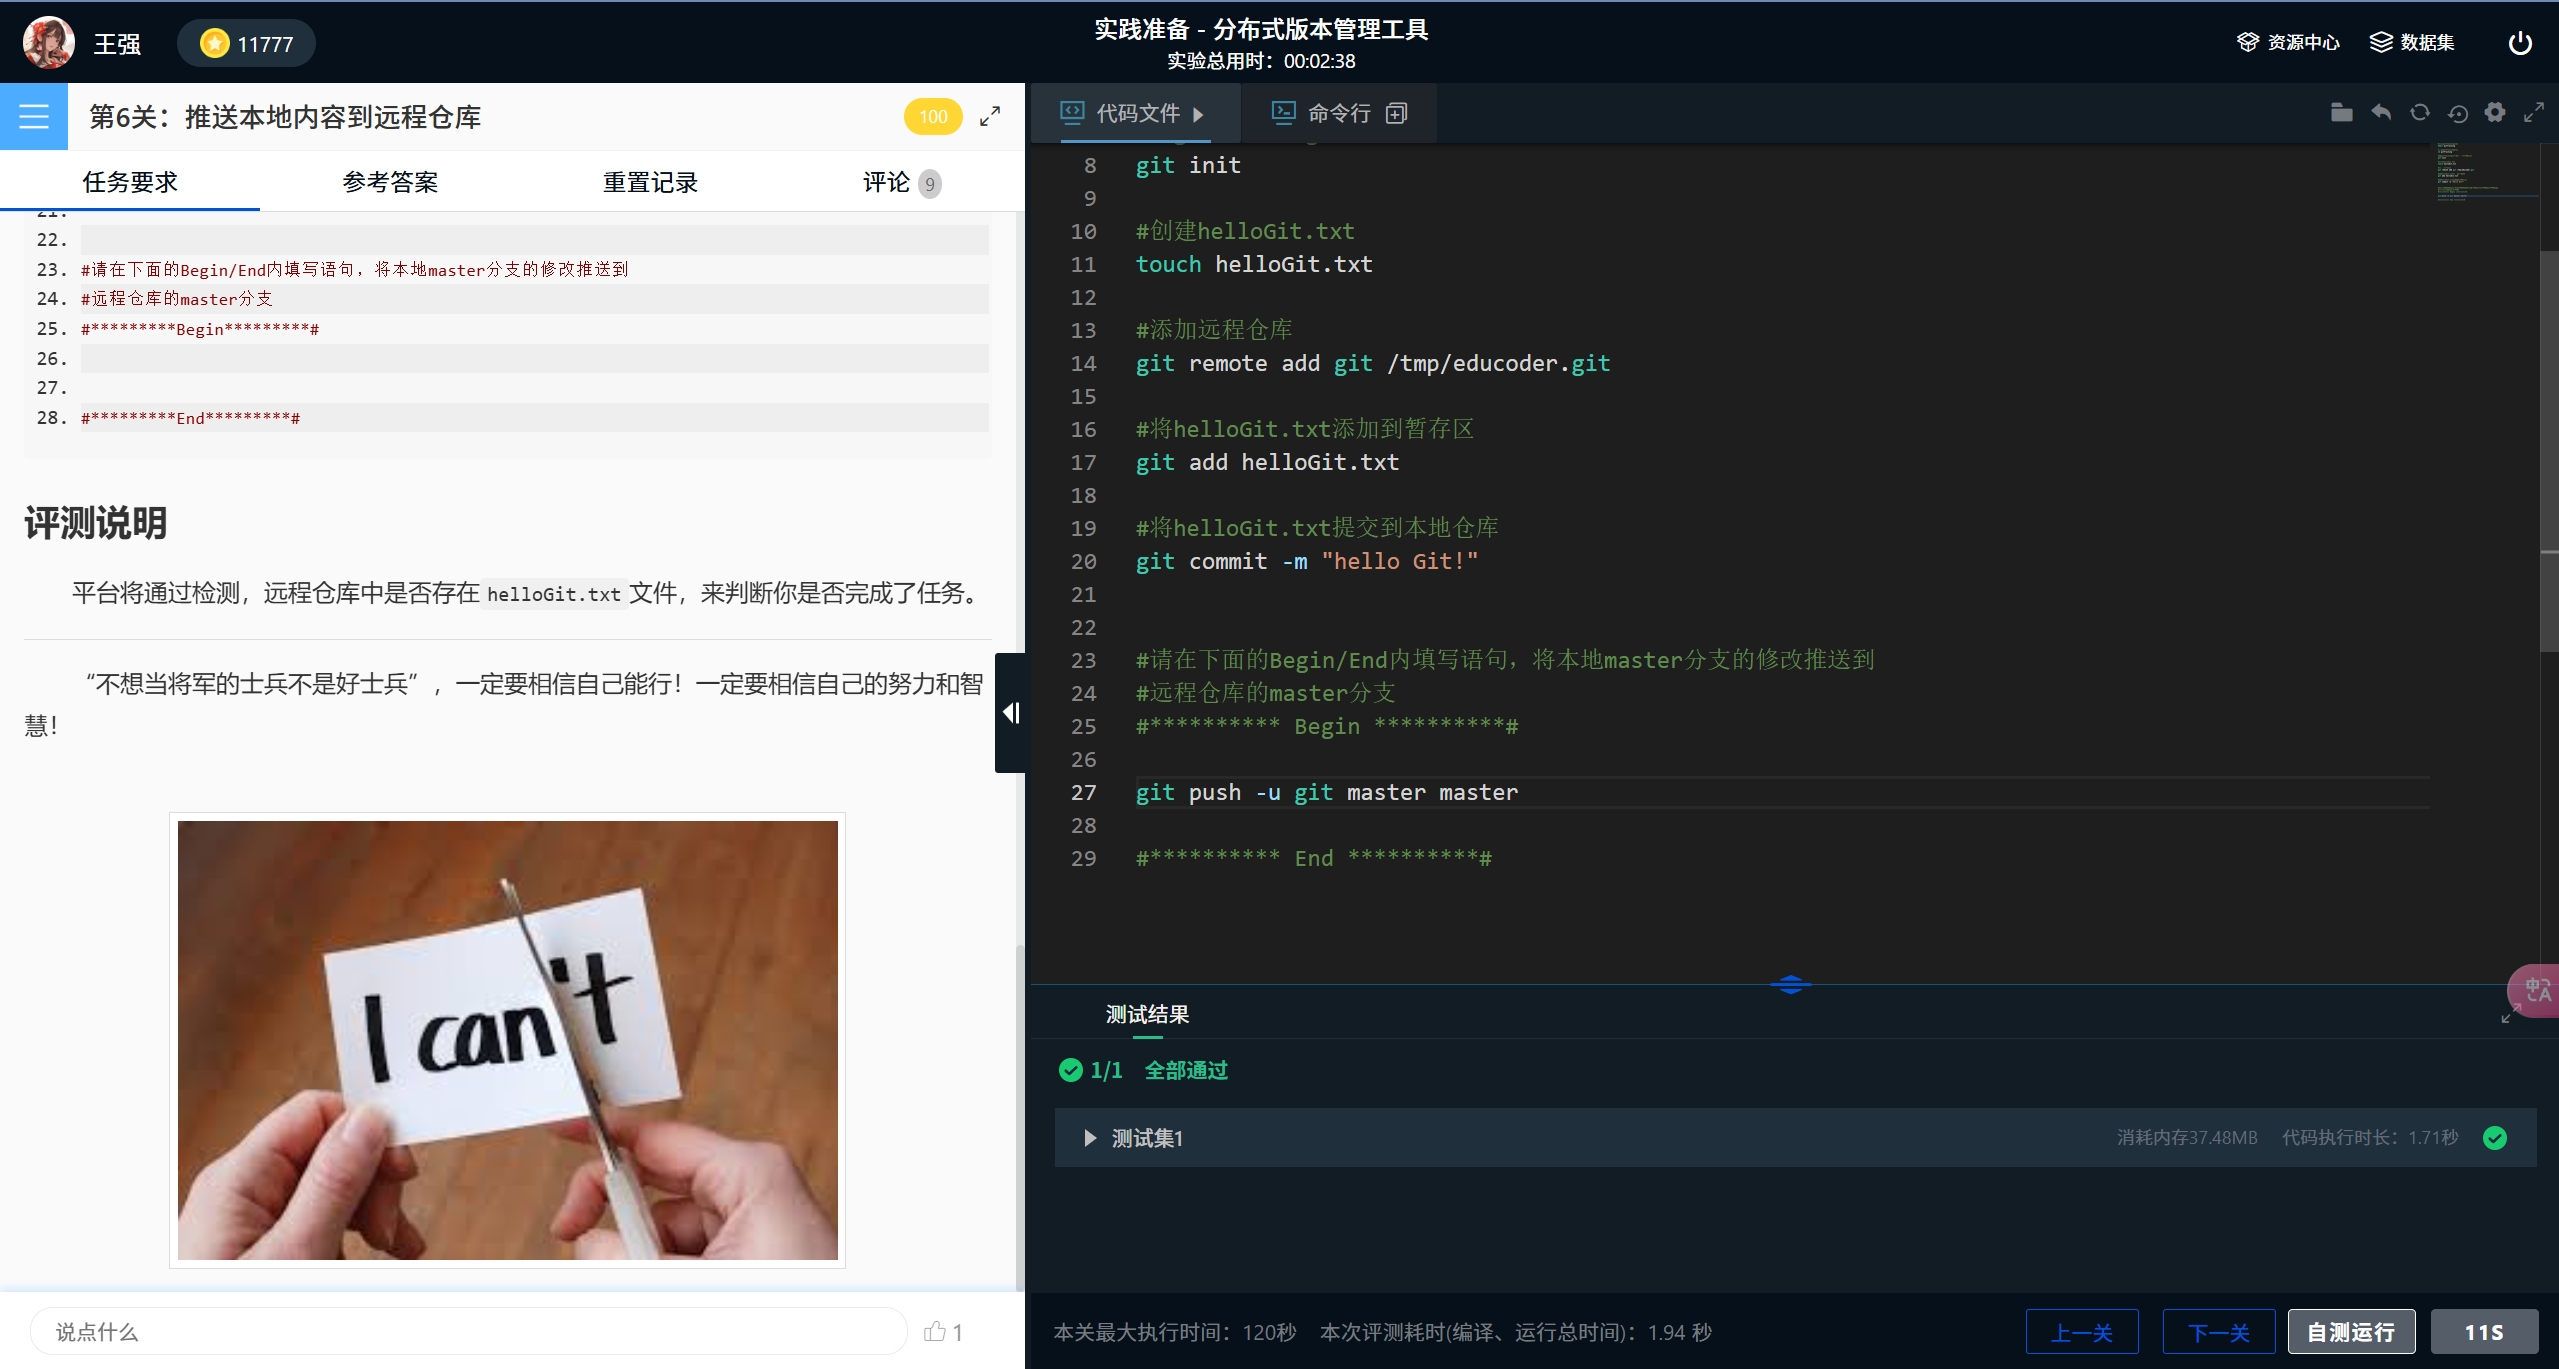 王强
11777
实践准备 - 分布式版本管理工具
实验总用时：00:02:38
资源中心
数据集
第6关：推送本地内容到远程仓库
100
任务要求
参考答案
重置记录
评论 9
22.
23. #请在下面的Begin/End内填写语句，将本地master分支的修改推送到
24. #远程仓库的master分支
25. #*********Begin*********#
26.
27.
28. #*********End*********#
评测说明
平台将通过检测，远程仓库中是否存在helloGit.txt文件，来判断你是否完成了任务。
“不想当将军的士兵不是好士兵”，一定要相信自己能行！一定要相信自己的努力和智
慧！
I can't
说点什么
1
代码文件
命令行
8 git init
9
10 #创建helloGit.txt
11 touch helloGit.txt
12
13 #添加远程仓库
14 git remote add git /tmp/educoder.git
15
16 #将helloGit.txt添加到暂存区
17 git add helloGit.txt
18
19 #将helloGit.txt提交到本地仓库
20 git commit -m "hello Git!"
21
22
23 #请在下面的Begin/End内填写语句，将本地master分支的修改推送到
24 #远程仓库的master分支
25 #********** Begin **********#
26
27 git push -u git master master
28
29 #********** End **********#
中A
测试结果
1/1 全部通过
测试集1
消耗内存37.48MB 代码执行时长：1.71秒
本关最大执行时间：120秒 本次评测耗时(编译、运行总时间)：1.94 秒
上一关
下一关
自测运行
11S